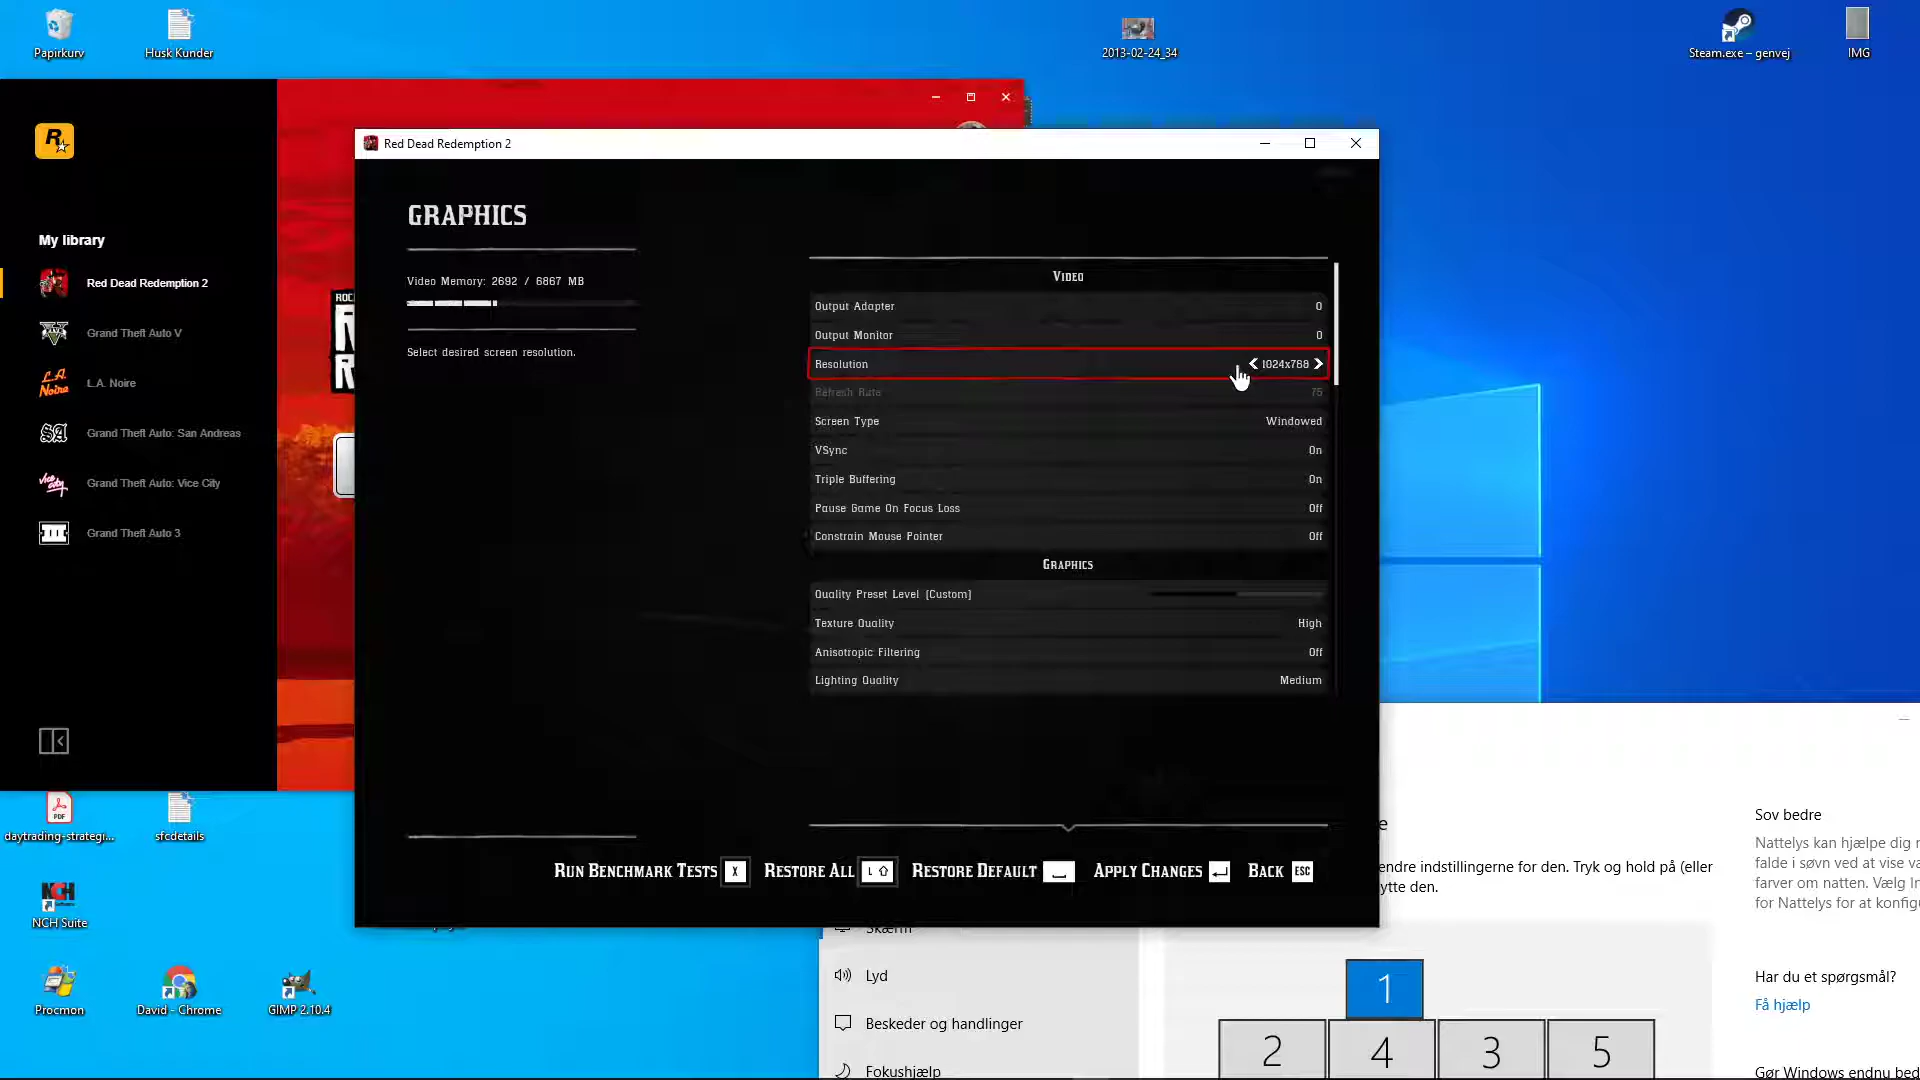 Papirkurv
Husk Kunder
2013-02-24_34
Steam.exe – genvej
IMG
My library
Red Dead Redemption 2
Grand Theft Auto V
L.A. Noire
Grand Theft Auto: San Andreas
Grand Theft Auto: Vice City
Grand Theft Auto 3
Red Dead Redemption 2
GRAPHICS
Video Memory: 2692 / 6867 MB
Select desired screen resolution.
Video
Output Adapter 0
Output Monitor 0
Resolution 1024x768
Refresh Rate 75
Screen Type Windowed
VSync On
Triple Buffering On
Pause Game On Focus Loss Off
Constrain Mouse Pointer Off
Graphics
Quality Preset Level [Custom]
Texture Quality High
Anisotropic Filtering Off
Lighting Quality Medium
RUN BENCHMARK TESTS X RESTORE ALL L RESTORE DEFAULT APPLY CHANGES BACK ESC
daytrading-strategi...
sfcdetails
NCH Suite
Procmon
David - Chrome
GIMP 2.10.4
endre indstillingerne for den. Tryk og hold på (eller
ytte den.
Skærm
Lyd
Beskeder og handlinger
Fokushjælp
1
2 4 3 5
Sov bedre
Nattelys kan hjælpe dig
falde i søvn ved at vise
farver om natten. Vælg
for Nattelys for at
Har du et spørgsmål?
Få hjælp
Gør Windows endnu